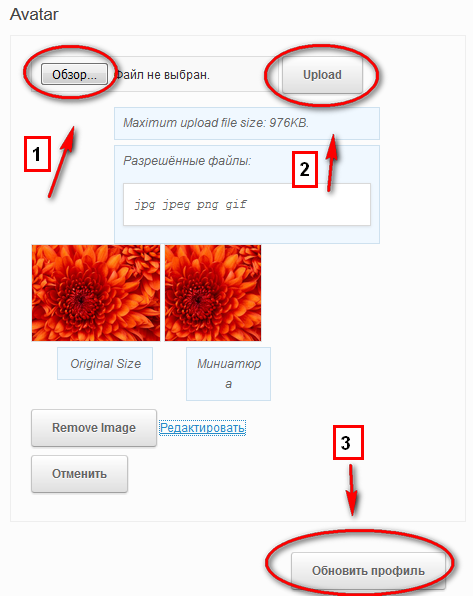 Avatar
Обзор... Файл не выбран. Upload
Maximum upload file size: 976KB.
1
2
Разрешённые файлы:
jpg jpeg png gif
Original Size
Миниатюр
а
Remove Image Редактировать
3
Отменить
Обновить профиль